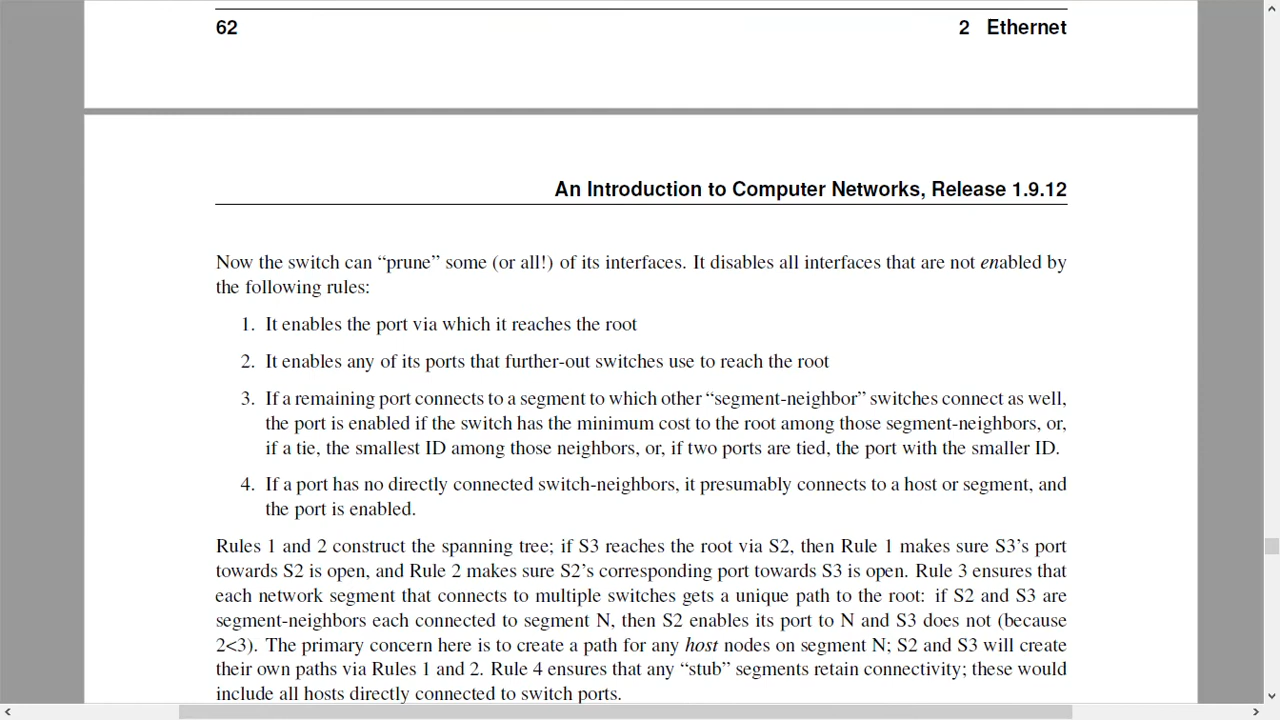 62 2 Ethernet
An Introduction to Computer Networks, Release 1.9.12
Now the switch can “prune” some (or all!) of its interfaces. It disables all interfaces that are not enabled by
the following rules:
1. It enables the port via which it reaches the root
2. It enables any of its ports that further-out switches use to reach the root
3. If a remaining port connects to a segment to which other “segment-neighbor” switches connect as well,
the port is enabled if the switch has the minimum cost to the root among those segment-neighbors, or,
if a tie, the smallest ID among those neighbors, or, if two ports are tied, the port with the smaller ID.
4. If a port has no directly connected switch-neighbors, it presumably connects to a host or segment, and
the port is enabled.
Rules 1 and 2 construct the spanning tree; if S3 reaches the root via S2, then Rule 1 makes sure S3’s port
towards S2 is open, and Rule 2 makes sure S2’s corresponding port towards S3 is open. Rule 3 ensures that
each network segment that connects to multiple switches gets a unique path to the root: if S2 and S3 are
segment-neighbors each connected to segment N, then S2 enables its port to N and S3 does not (because
2<3). The primary concern here is to create a path for any host nodes on segment N; S2 and S3 will create
their own paths via Rules 1 and 2. Rule 4 ensures that any “stub” segments retain connectivity; these would
include all hosts directly connected to switch ports.